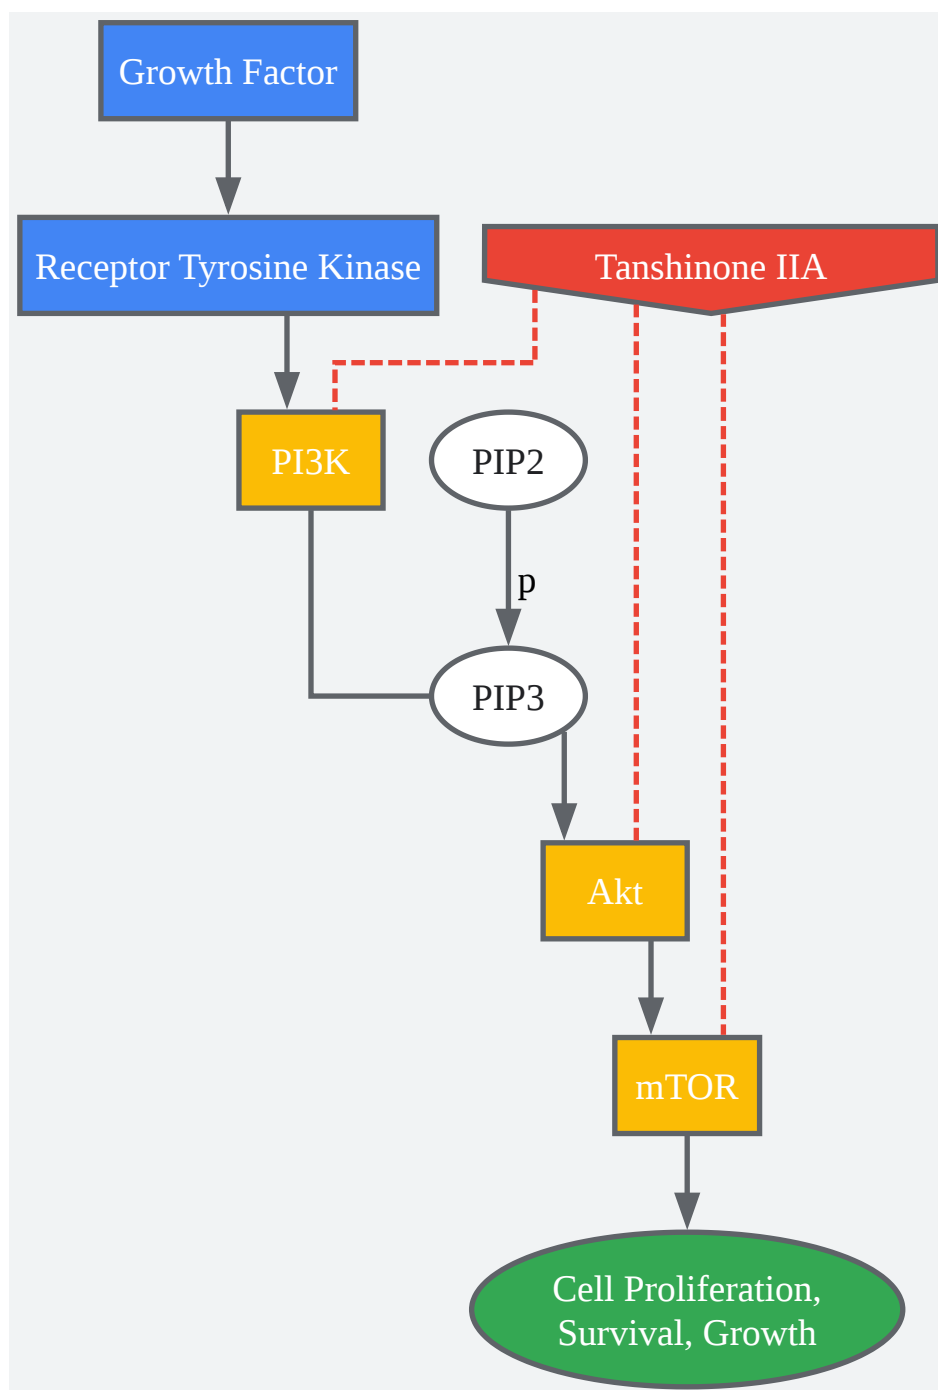 Growth Factor
Receptor Tyrosine Kinase
Tanshinone IIA
PI3K
PIP2
p
PIP3
Akt
mTOR
Cell Proliferation,
Survival, Growth